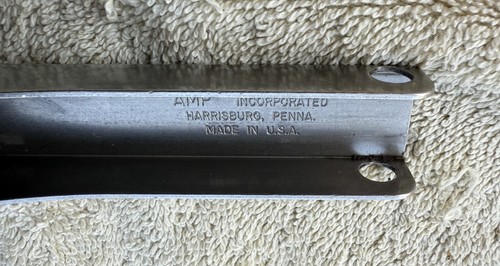 AMP INCORPORATED
HARRISBURG, PENNA.
MADE IN U.S.A.